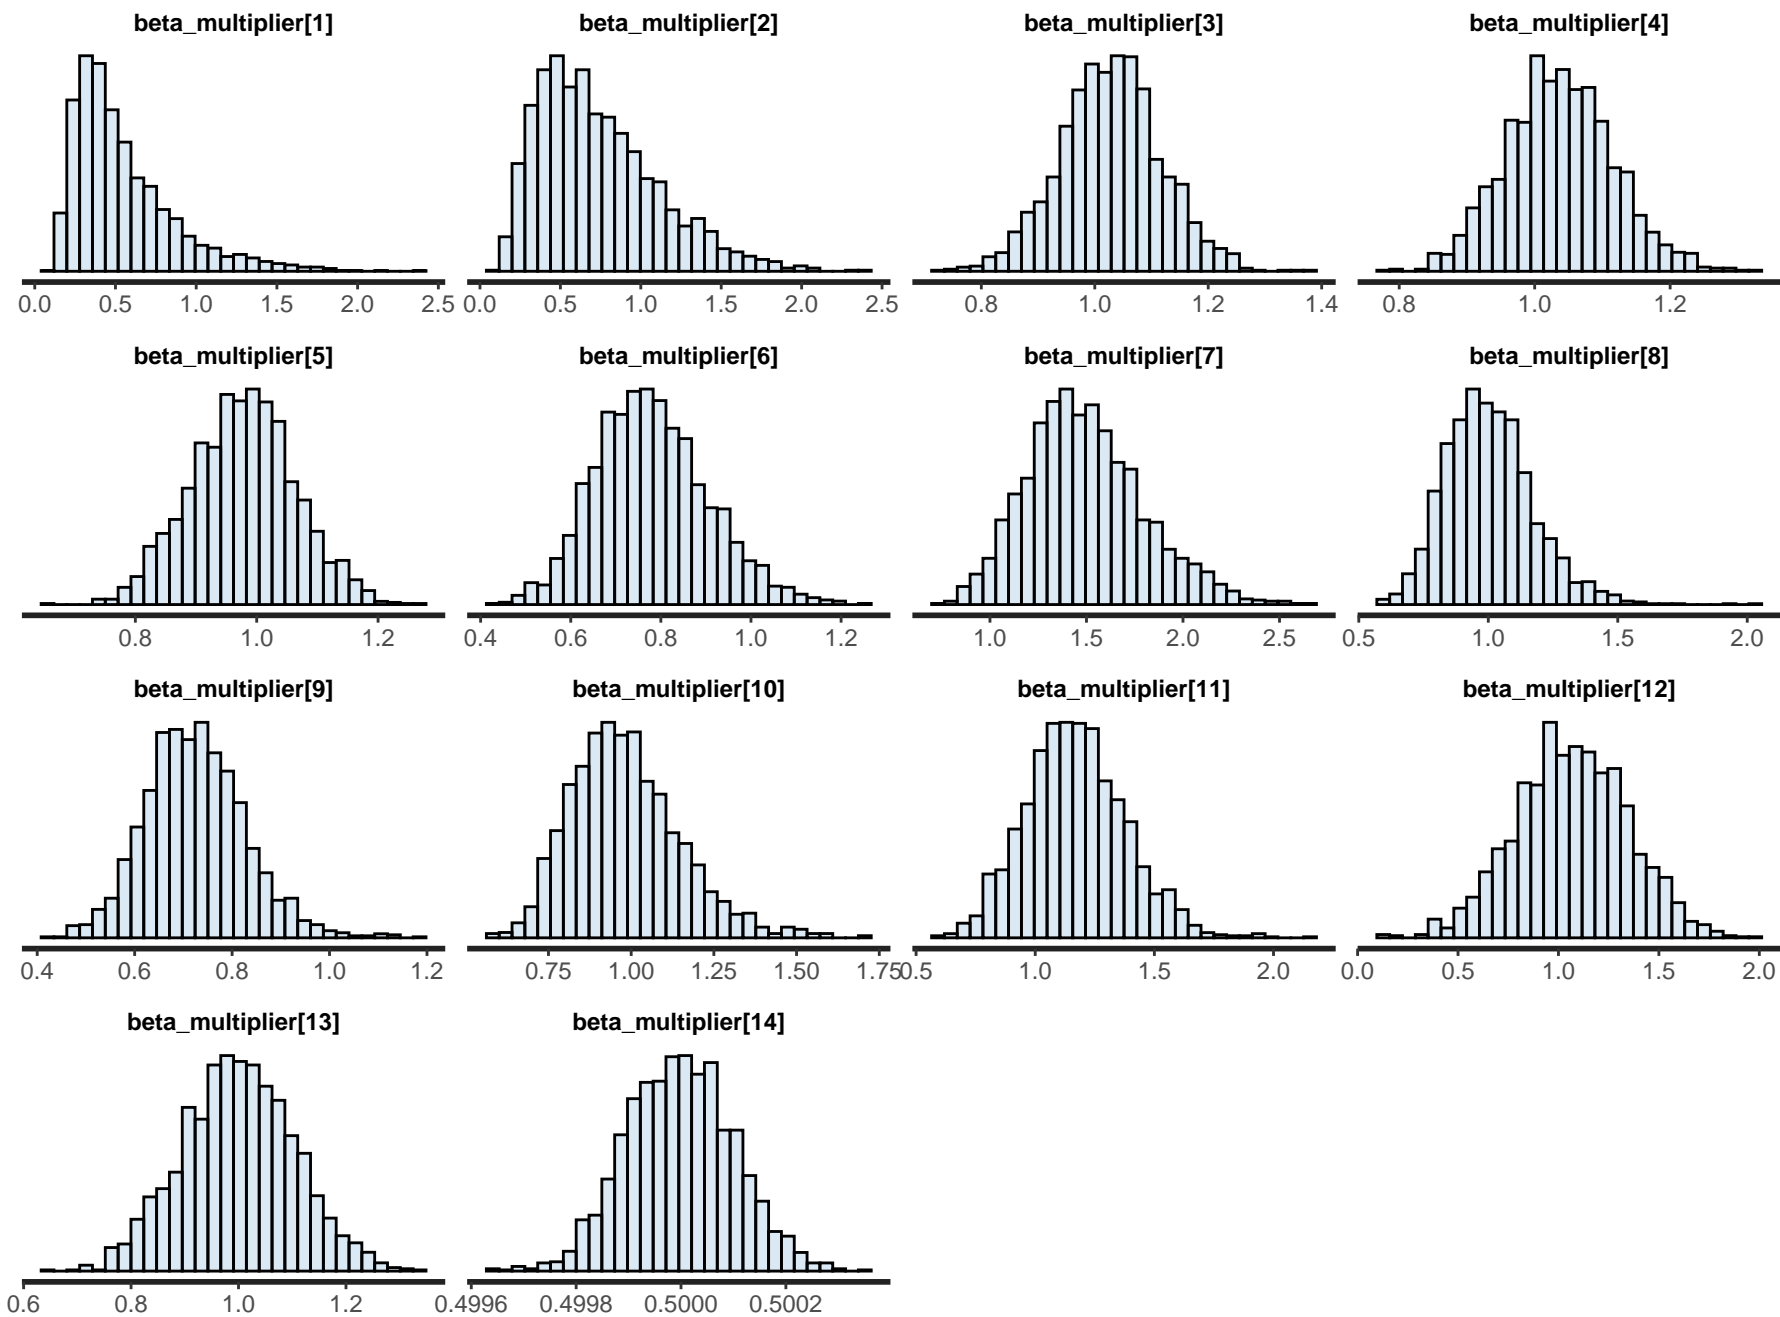 beta_multiplier[1] beta_multiplier[2] beta_multiplier[3] beta_multiplier[4]
0.0 0.5 1.0 1.5 2.0 2.5 0.0 0.5 1.0 1.5 2.0 2.5 0.8 1.0 1.2 1.4 0.8 1.0 1.2
beta_multiplier[5] beta_multiplier[6] beta_multiplier[7] beta_multiplier[8]
0.8 1.0 1.2 0.4 0.6 0.8 1.0 1.2 1.0 1.5 2.0 2.5 0.5 1.0 1.5 2.0
beta_multiplier[9] beta_multiplier[10] beta_multiplier[11] beta_multiplier[12]
0.4 0.6 0.8 1.0 1.2 0.75 1.00 1.25 1.50 1.75 0.5 1.0 1.5 2.0 0.0 0.5 1.0 1.5 2.0
beta_multiplier[13] beta_multiplier[14]
0.6 0.8 1.0 1.2 0.4996 0.4998 0.5000 0.5002